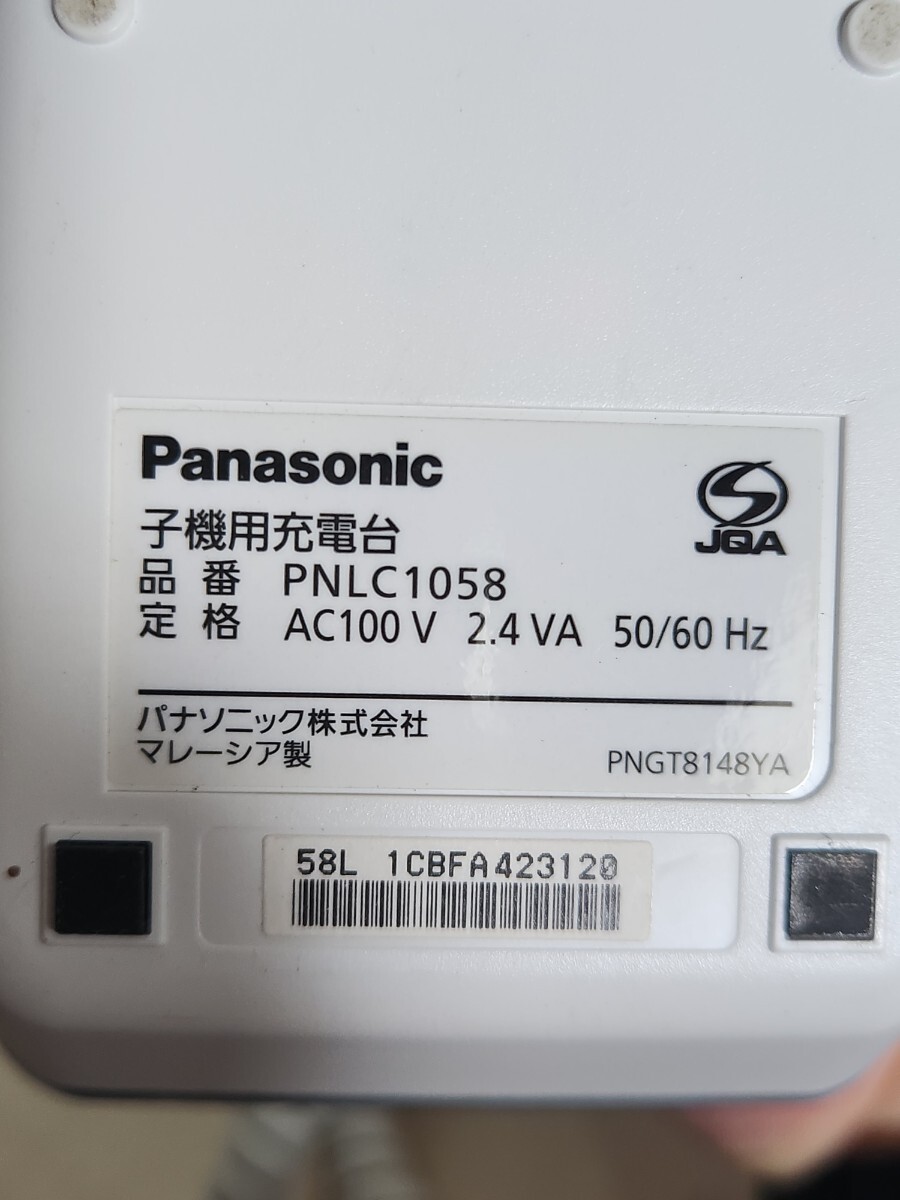 Panasonic
JQA
子機用充電台
品 番 PNLC1058
定 格 AC100 V 2.4 VA 50/60 Hz
パナソニック株式会社
マレーシア製
PNGT8148YA
58L 1CBFA423120